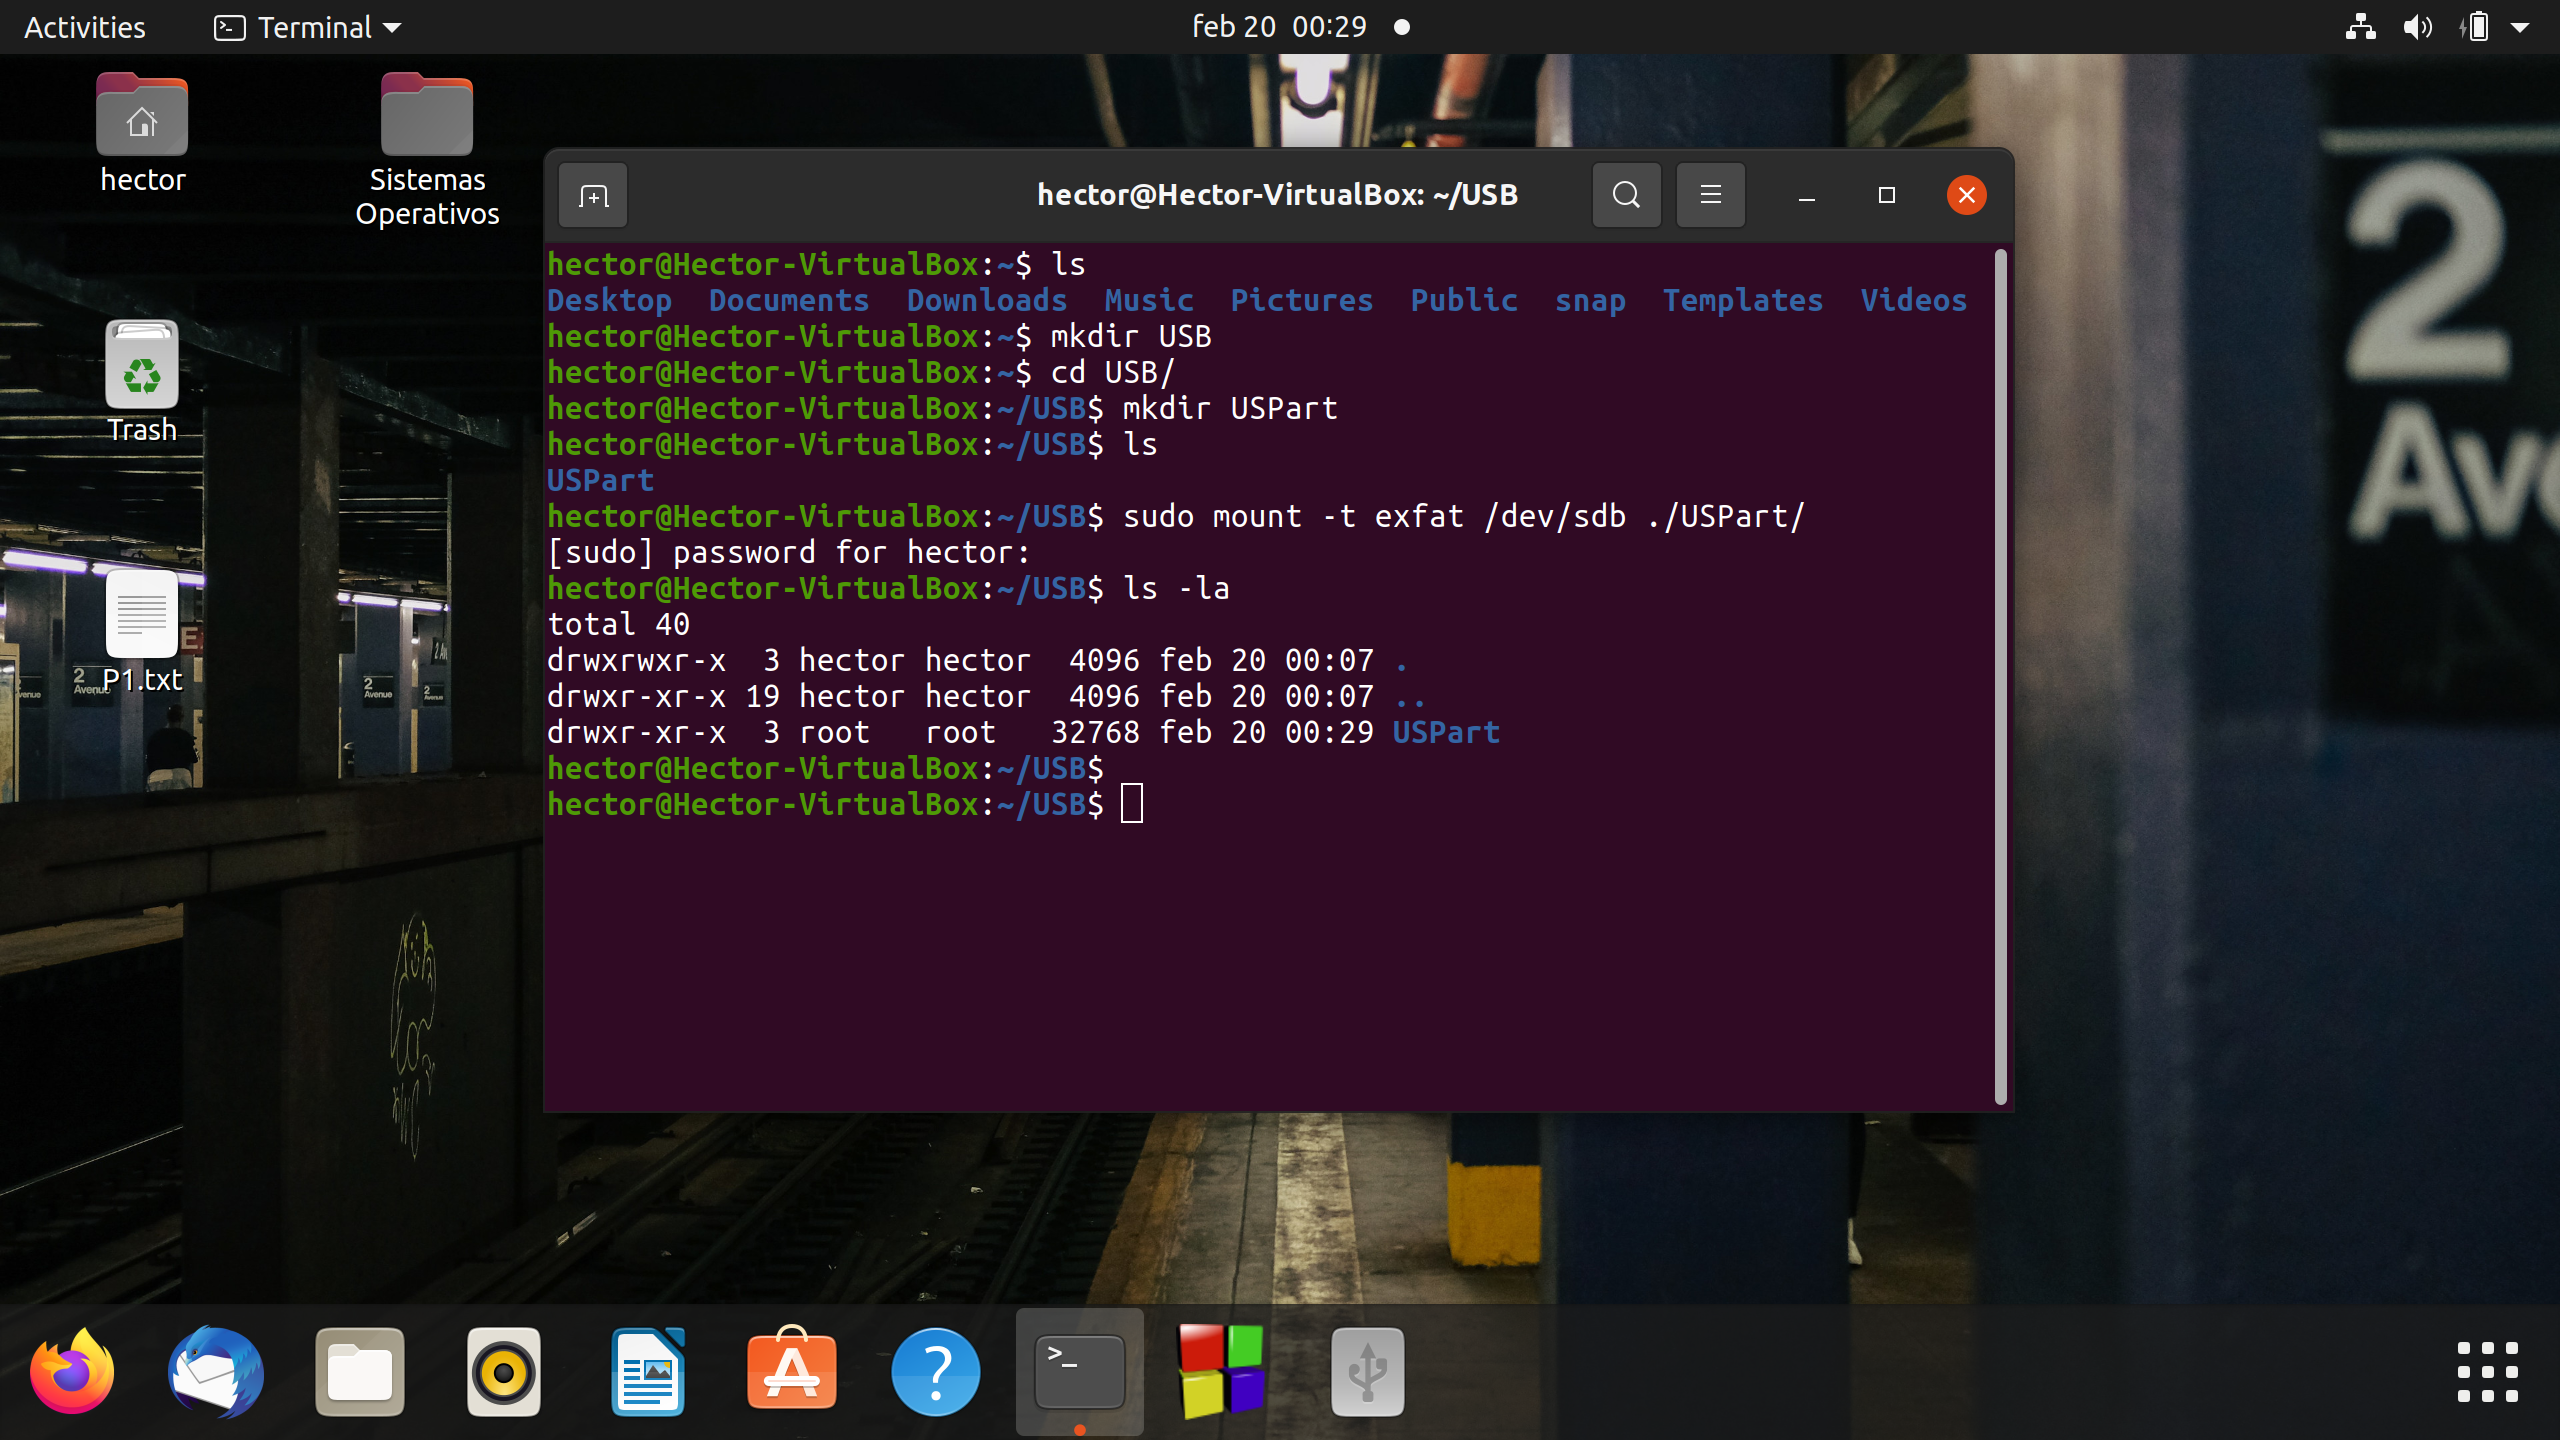 Activities
Terminal
feb 20 00:29
hector
Sistemas
Operativos
Trash
P1.txt
hector@Hector-VirtualBox: ~/USB
hector@Hector-VirtualBox:~$ ls
Desktop  Documents  Downloads  Music  Pictures  Public  snap  Templates  Videos
hector@Hector-VirtualBox:~$ mkdir USB
hector@Hector-VirtualBox:~$ cd USB/
hector@Hector-VirtualBox:~/USB$ mkdir USPart
hector@Hector-VirtualBox:~/USB$ ls
USPart
hector@Hector-VirtualBox:~/USB$ sudo mount -t exfat /dev/sdb ./USPart/
[sudo] password for hector:
hector@Hector-VirtualBox:~/USB$ ls -la
total 40
drwxrwxr-x  3 hector hector  4096 feb 20 00:07 .
drwxr-xr-x 19 hector hector  4096 feb 20 00:07 ..
drwxr-xr-x  3 root   root   32768 feb 20 00:29 USPart
hector@Hector-VirtualBox:~/USB$
hector@Hector-VirtualBox:~/USB$
2
2
Avenue
2
Avenue
2